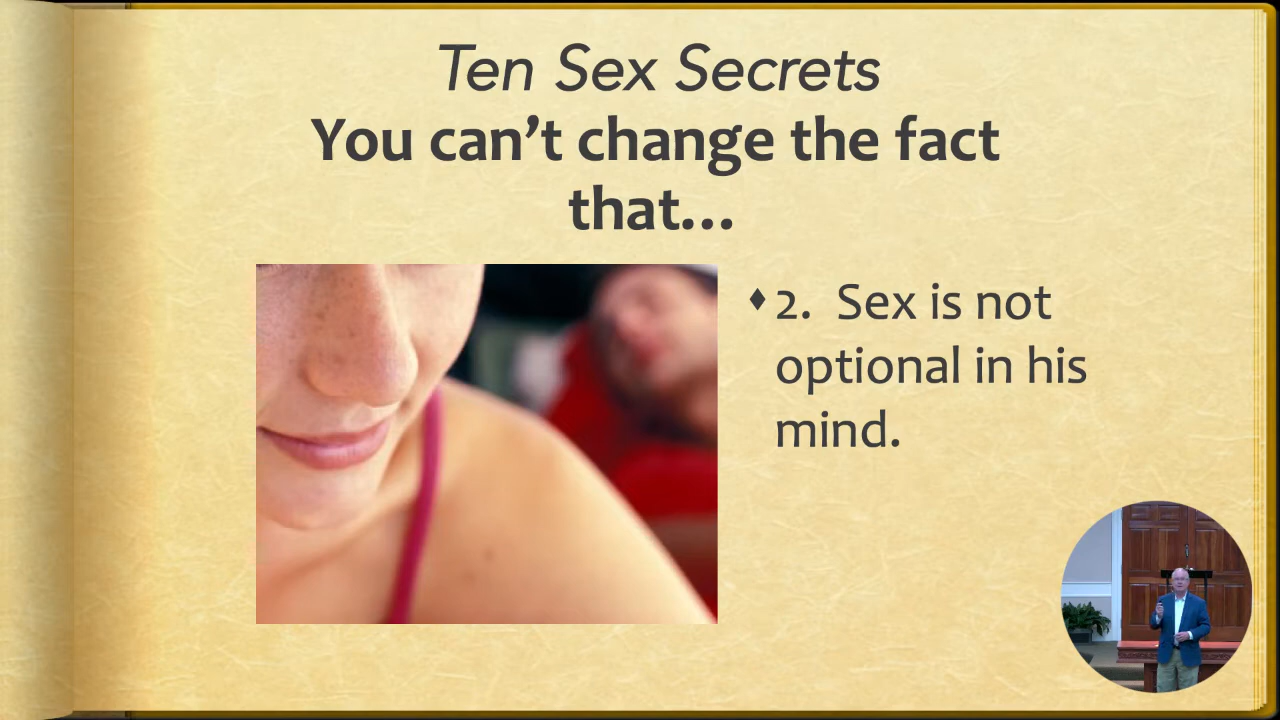 Ten Sex Secrets
You can’t change the fact
that…
2. Sex is not
optional in his
mind.